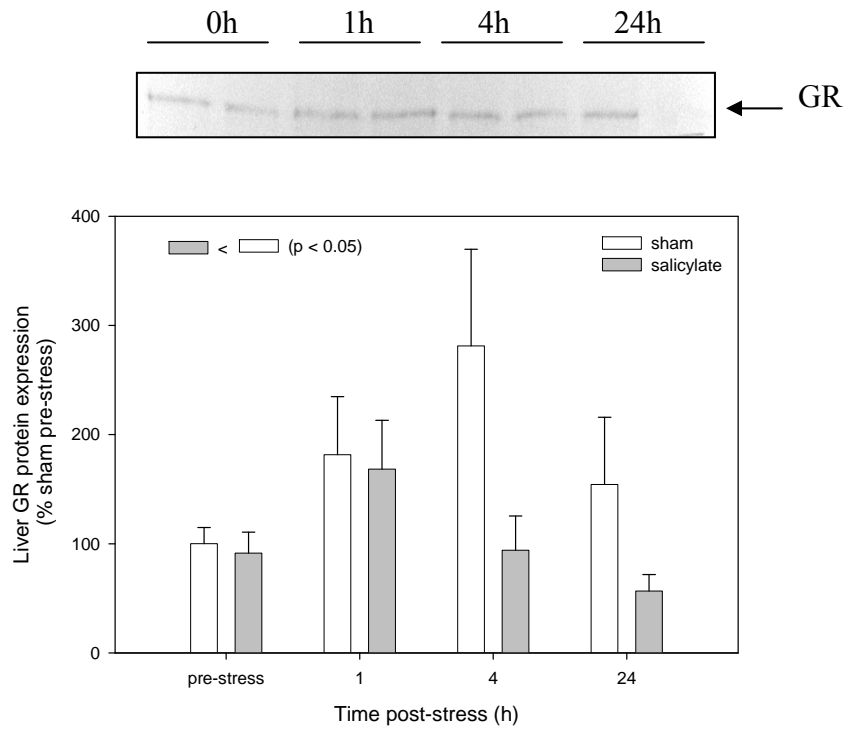 0h 1h 4h 24h
GR
400
< (p < 0.05)
sham
salicylate
300
200
100
0
Liver GR protein expression
(% sham pre-stress)
pre-stress 1 4 24
Time post-stress (h)